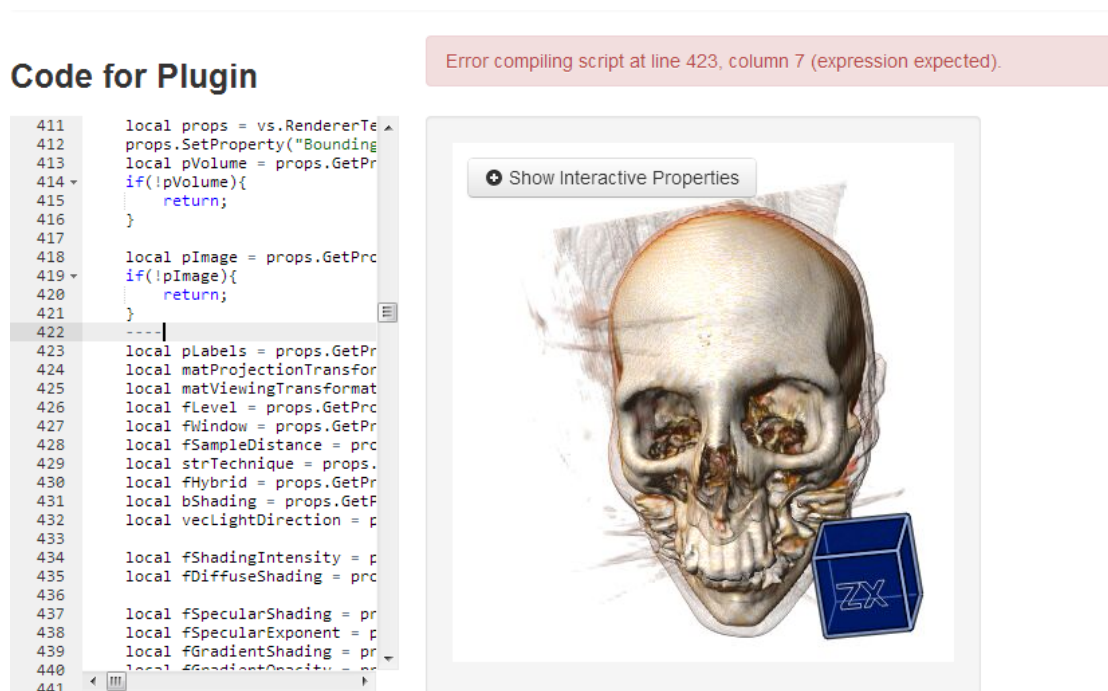 Error compiling script at line 423, column 7 (expression expected).
Code for Plugin
411 local props = vs.RendererTe
412 props.SetProperty("Bounding
413 local pVolume = props.GetPr
414 if(!pVolume){
415 return;
416 }
417
418 local pImage = props.GetPro
419 if(!pImage){
420 return;
421 }
422 ----
423 local pLabels = props.GetPr
424 local matProjectionTransfor
425 local matViewingTransformat
426 local fLevel = props.GetPro
427 local fWindow = props.GetPr
428 local fSampleDistance = pro
429 local strTechnique = props.
430 local fHybrid = props.GetPr
431 local bShading = props.GetP
432 local vecLightDirection = p
433
434 local fShadingIntensity = p
435 local fDiffuseShading = pro
436
437 local fSpecularShading = pr
438 local fSpecularExponent = p
439 local fGradientShading = pr
440 local fGradientOpacity = pr
441
Show Interactive Properties
ZX